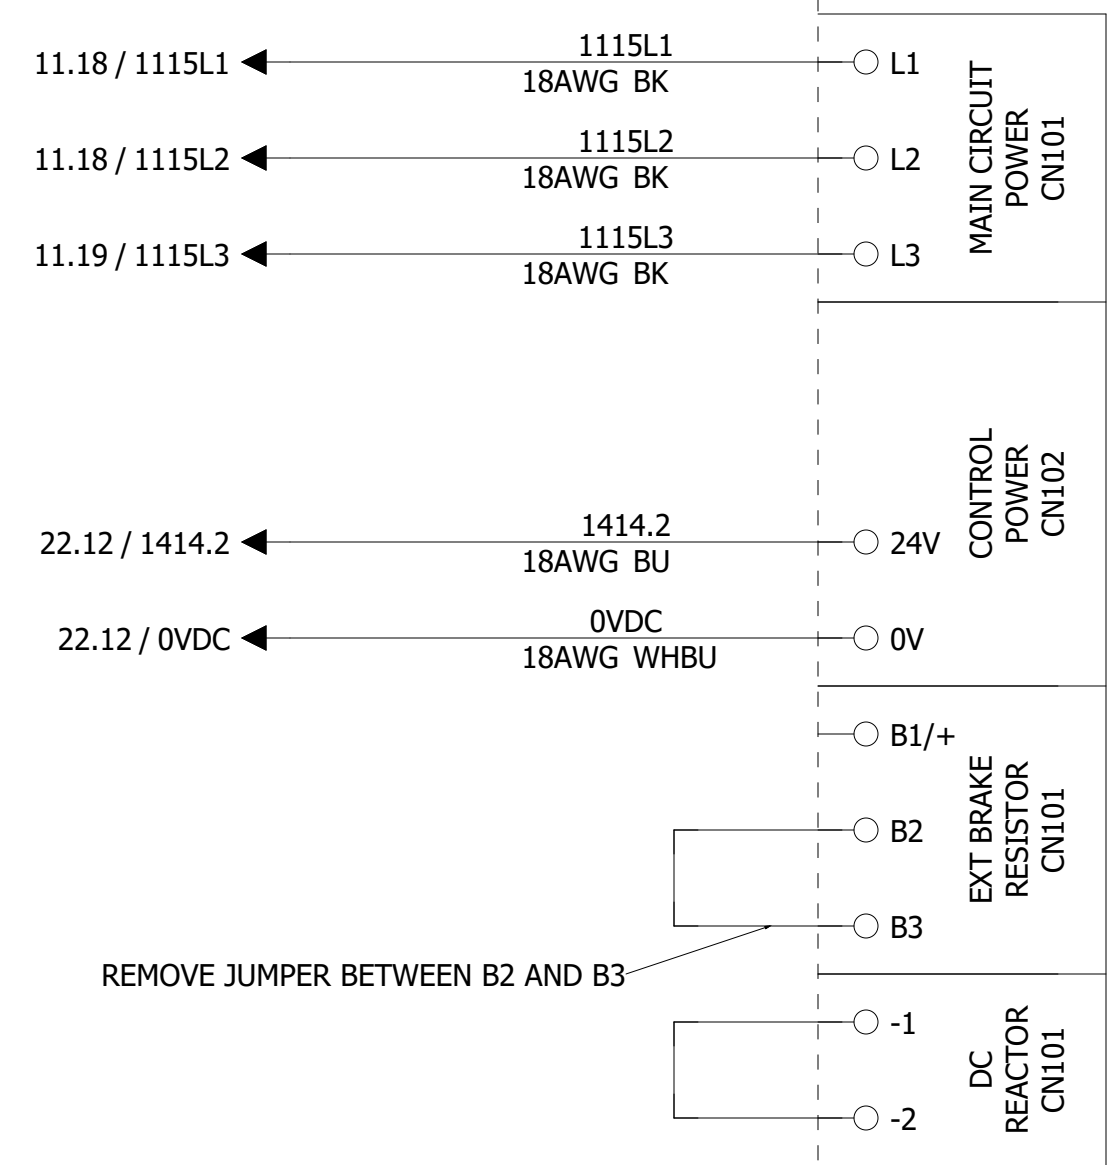 1115L1
11.18 / 1115L1
L1
18AWG BK
1115L2
11.18 / 1115L2
L2
18AWG BK
1115L3
11.19 / 1115L3
L3
18AWG BK
MAIN CIRCUIT
POWER
CN101
1414.2
22.12 / 1414.2
24V
18AWG BU
0VDC
22.12 / 0VDC
0V
18AWG WHBU
CONTROL
POWER
CN102
B1/+
B2
B3
EXT BRAKE
RESISTOR
CN101
REMOVE JUMPER BETWEEN B2 AND B3
-1
-2
DC
REACTOR
CN101